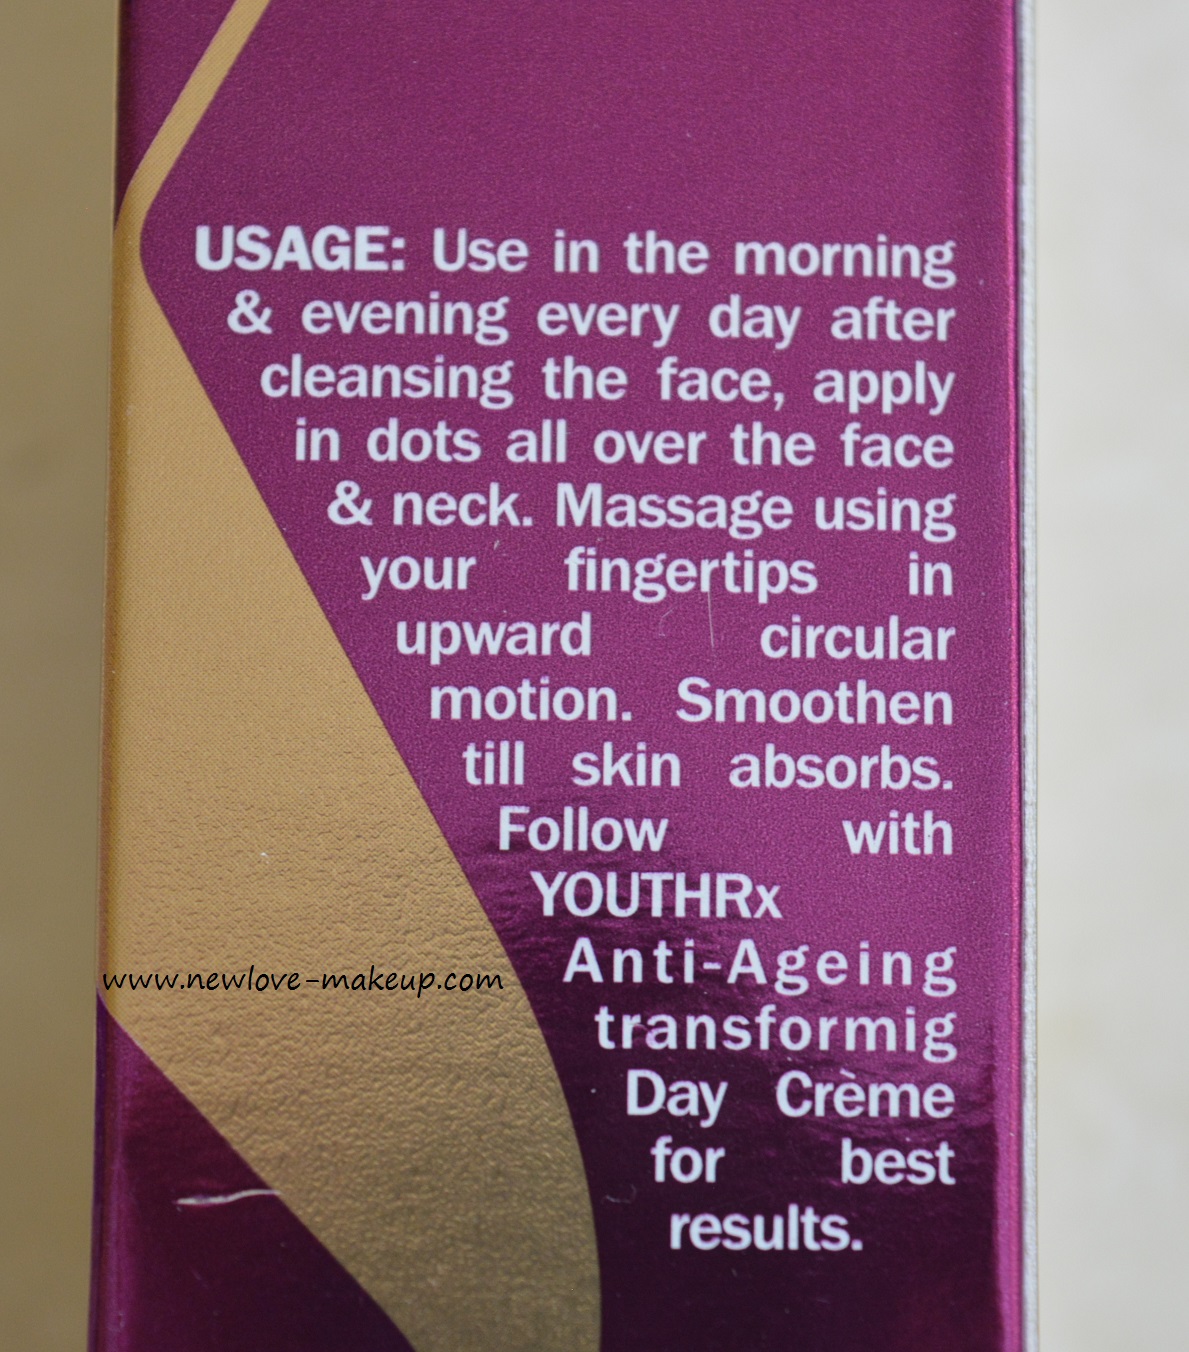 USAGE: Use in the morning
& evening every day after
cleansing the face, apply
in dots all over the face
& neck. Massage using
your fingertips in
upward circular
motion. Smoothen
till skin absorbs.
Follow with
YOUTHRx
Anti-Ageing
www.newlove-makeup.com
transformig
Day Crème
for best
results.